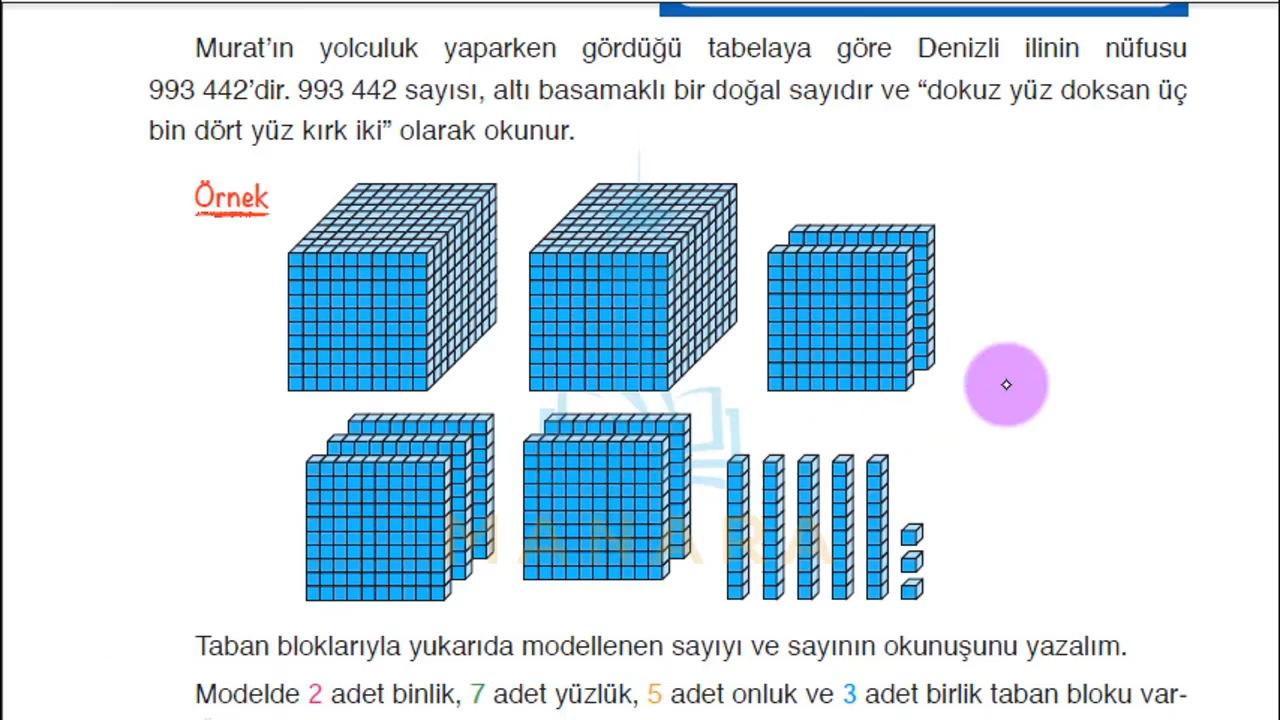 Murat’ın yolculuk yaparken gördüğü tabelaya göre Denizli ilinin nüfusu
993 442’dir. 993 442 sayısı, altı basamaklı bir doğal sayıdır ve “dokuz yüz doksan üç
bin dört yüz kırk iki” olarak okunur.
Örnek
MANARA
Taban bloklarıyla yukarıda modellenen sayıyı ve sayının okunuşunu yazalım.
Modelde 2 adet binlik, 7 adet yüzlük, 5 adet onluk ve 3 adet birlik taban bloku var-